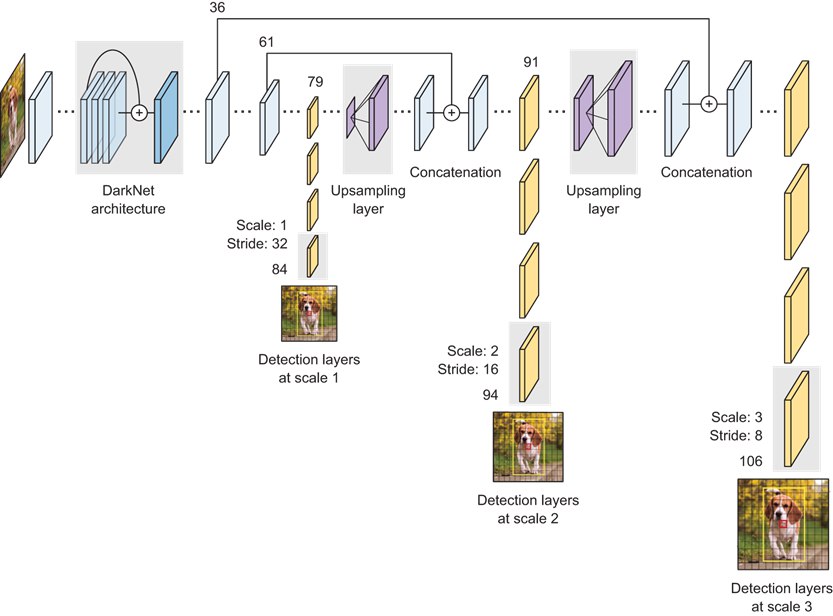 36
61
79
91
DarkNet
architecture
Upsampling
layer
Concatenation
Upsampling
layer
Concatenation
Scale: 1
Stride: 32
84
Detection layers
at scale 1
Scale: 2
Stride: 16
94
Detection layers
at scale 2
Scale: 3
Stride: 8
106
Detection layers
at scale 3